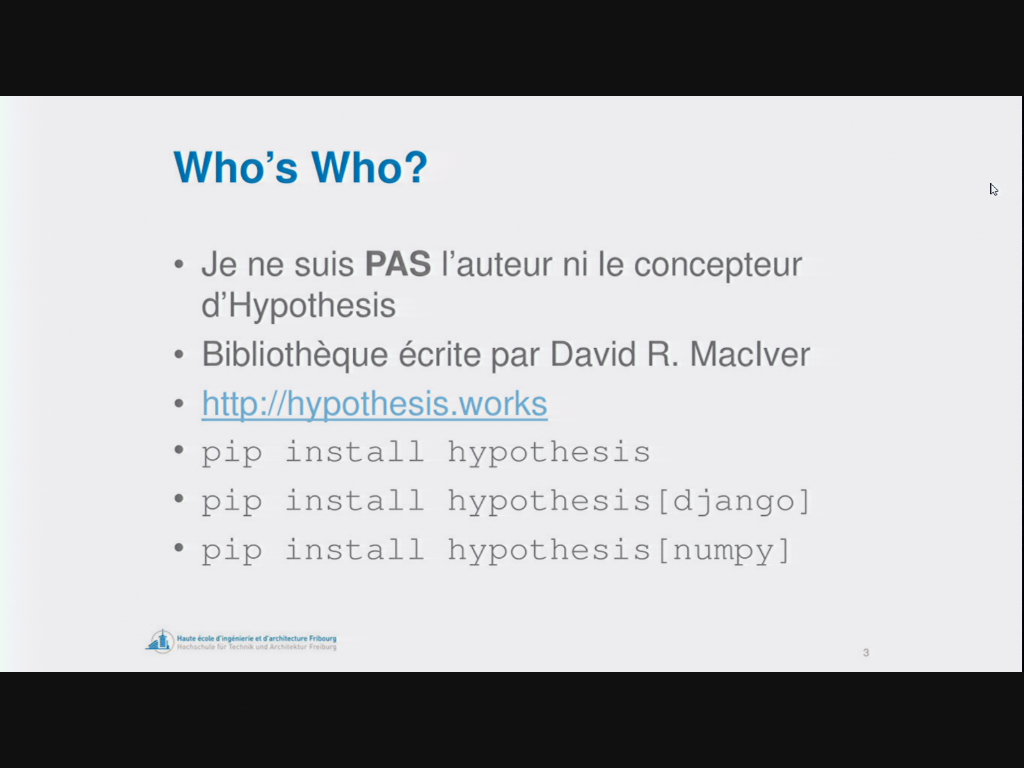 Who's Who?
• Je ne suis PAS l'auteur ni le concepteur
d'Hypothesis
• Bibliothèque écrite par David R. MacIver
• http://hypothesis.works
• pip install hypothesis
• pip install hypothesis[django]
• pip install hypothesis[numpy]
Haute école d'ingénierie et d'architecture Fribourg
Hochschule für Technik und Architektur Freiburg
3